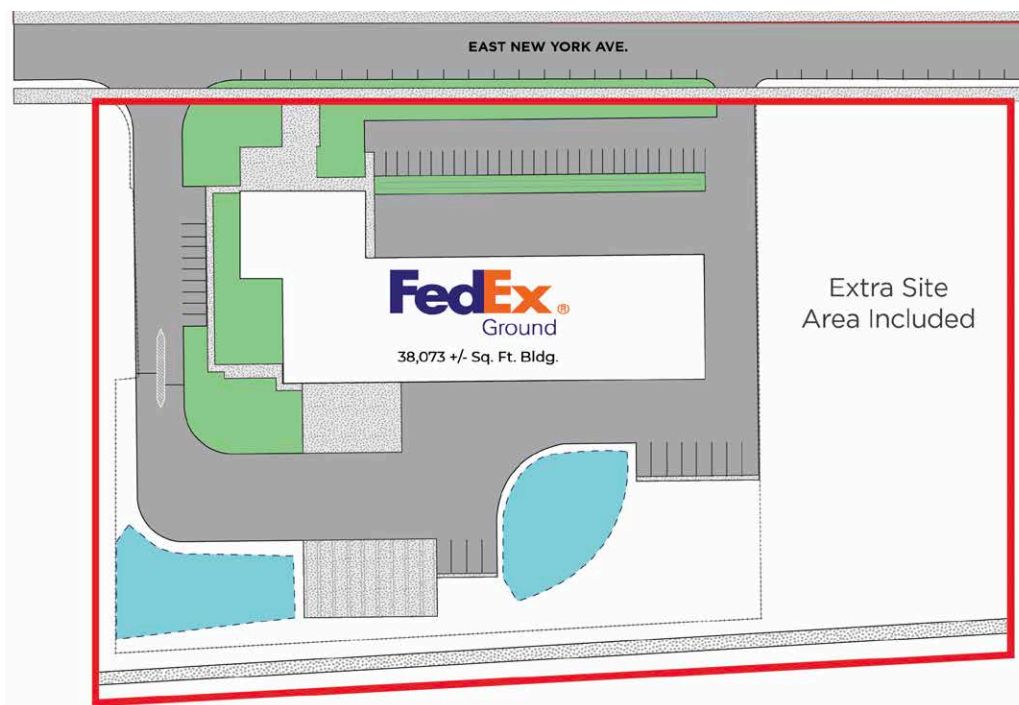 EAST NEW YORK AVE.
FedEx®
Ground
38,073 +/- Sq. Ft. Bldg.
Extra Site
Area Included